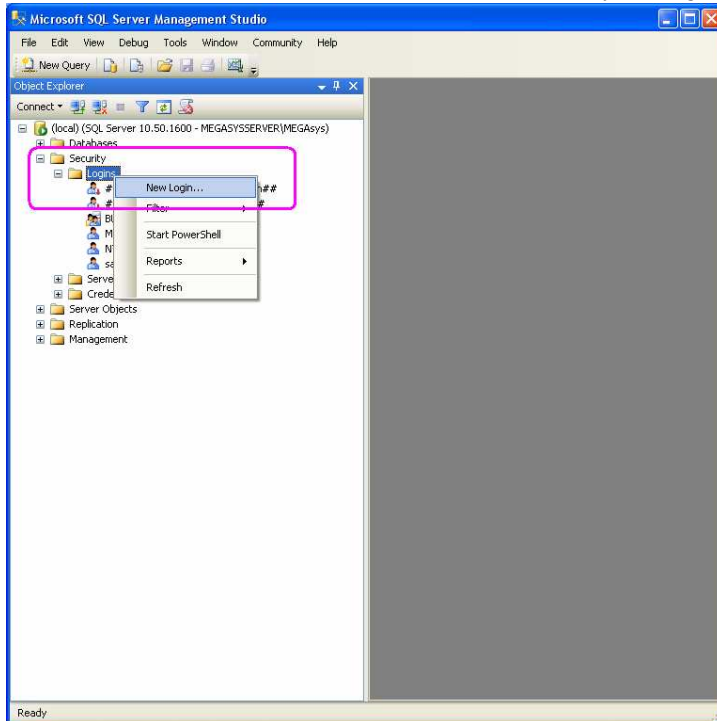 Microsoft SQL Server Management Studio
File Edit View Debug Tools Window Community Help
New Query
Object Explorer
Connect
(local) (SQL Server 10.50.1600 - MEGASYSSERVER\MEGAsys)
Databases
Security
Logins
New Login...
##
Filter
#
Start PowerShell
Reports
Refresh
Server Objects
Replication
Management
Ready